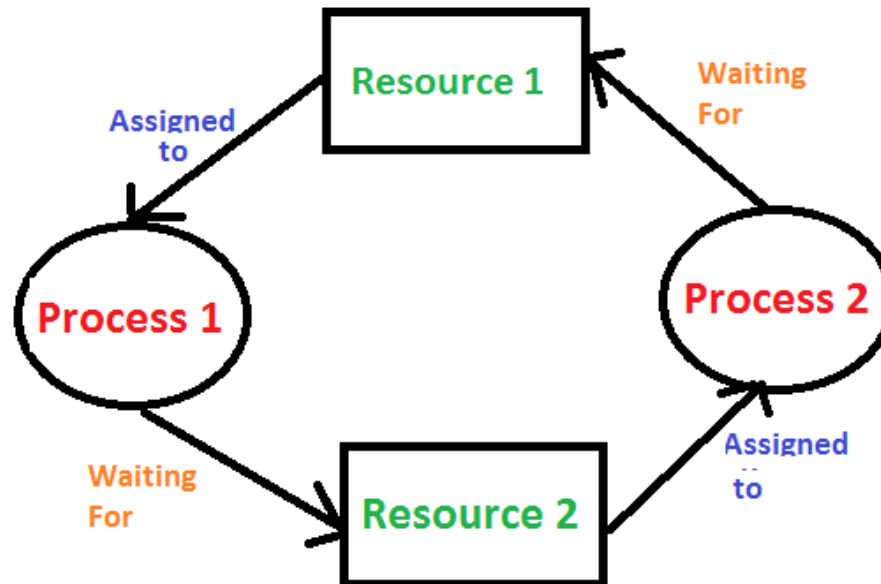 Resource 1
Waiting
For
Assigned
to
Process 1
Process 2
Waiting
For
Resource 2
Assigned
to